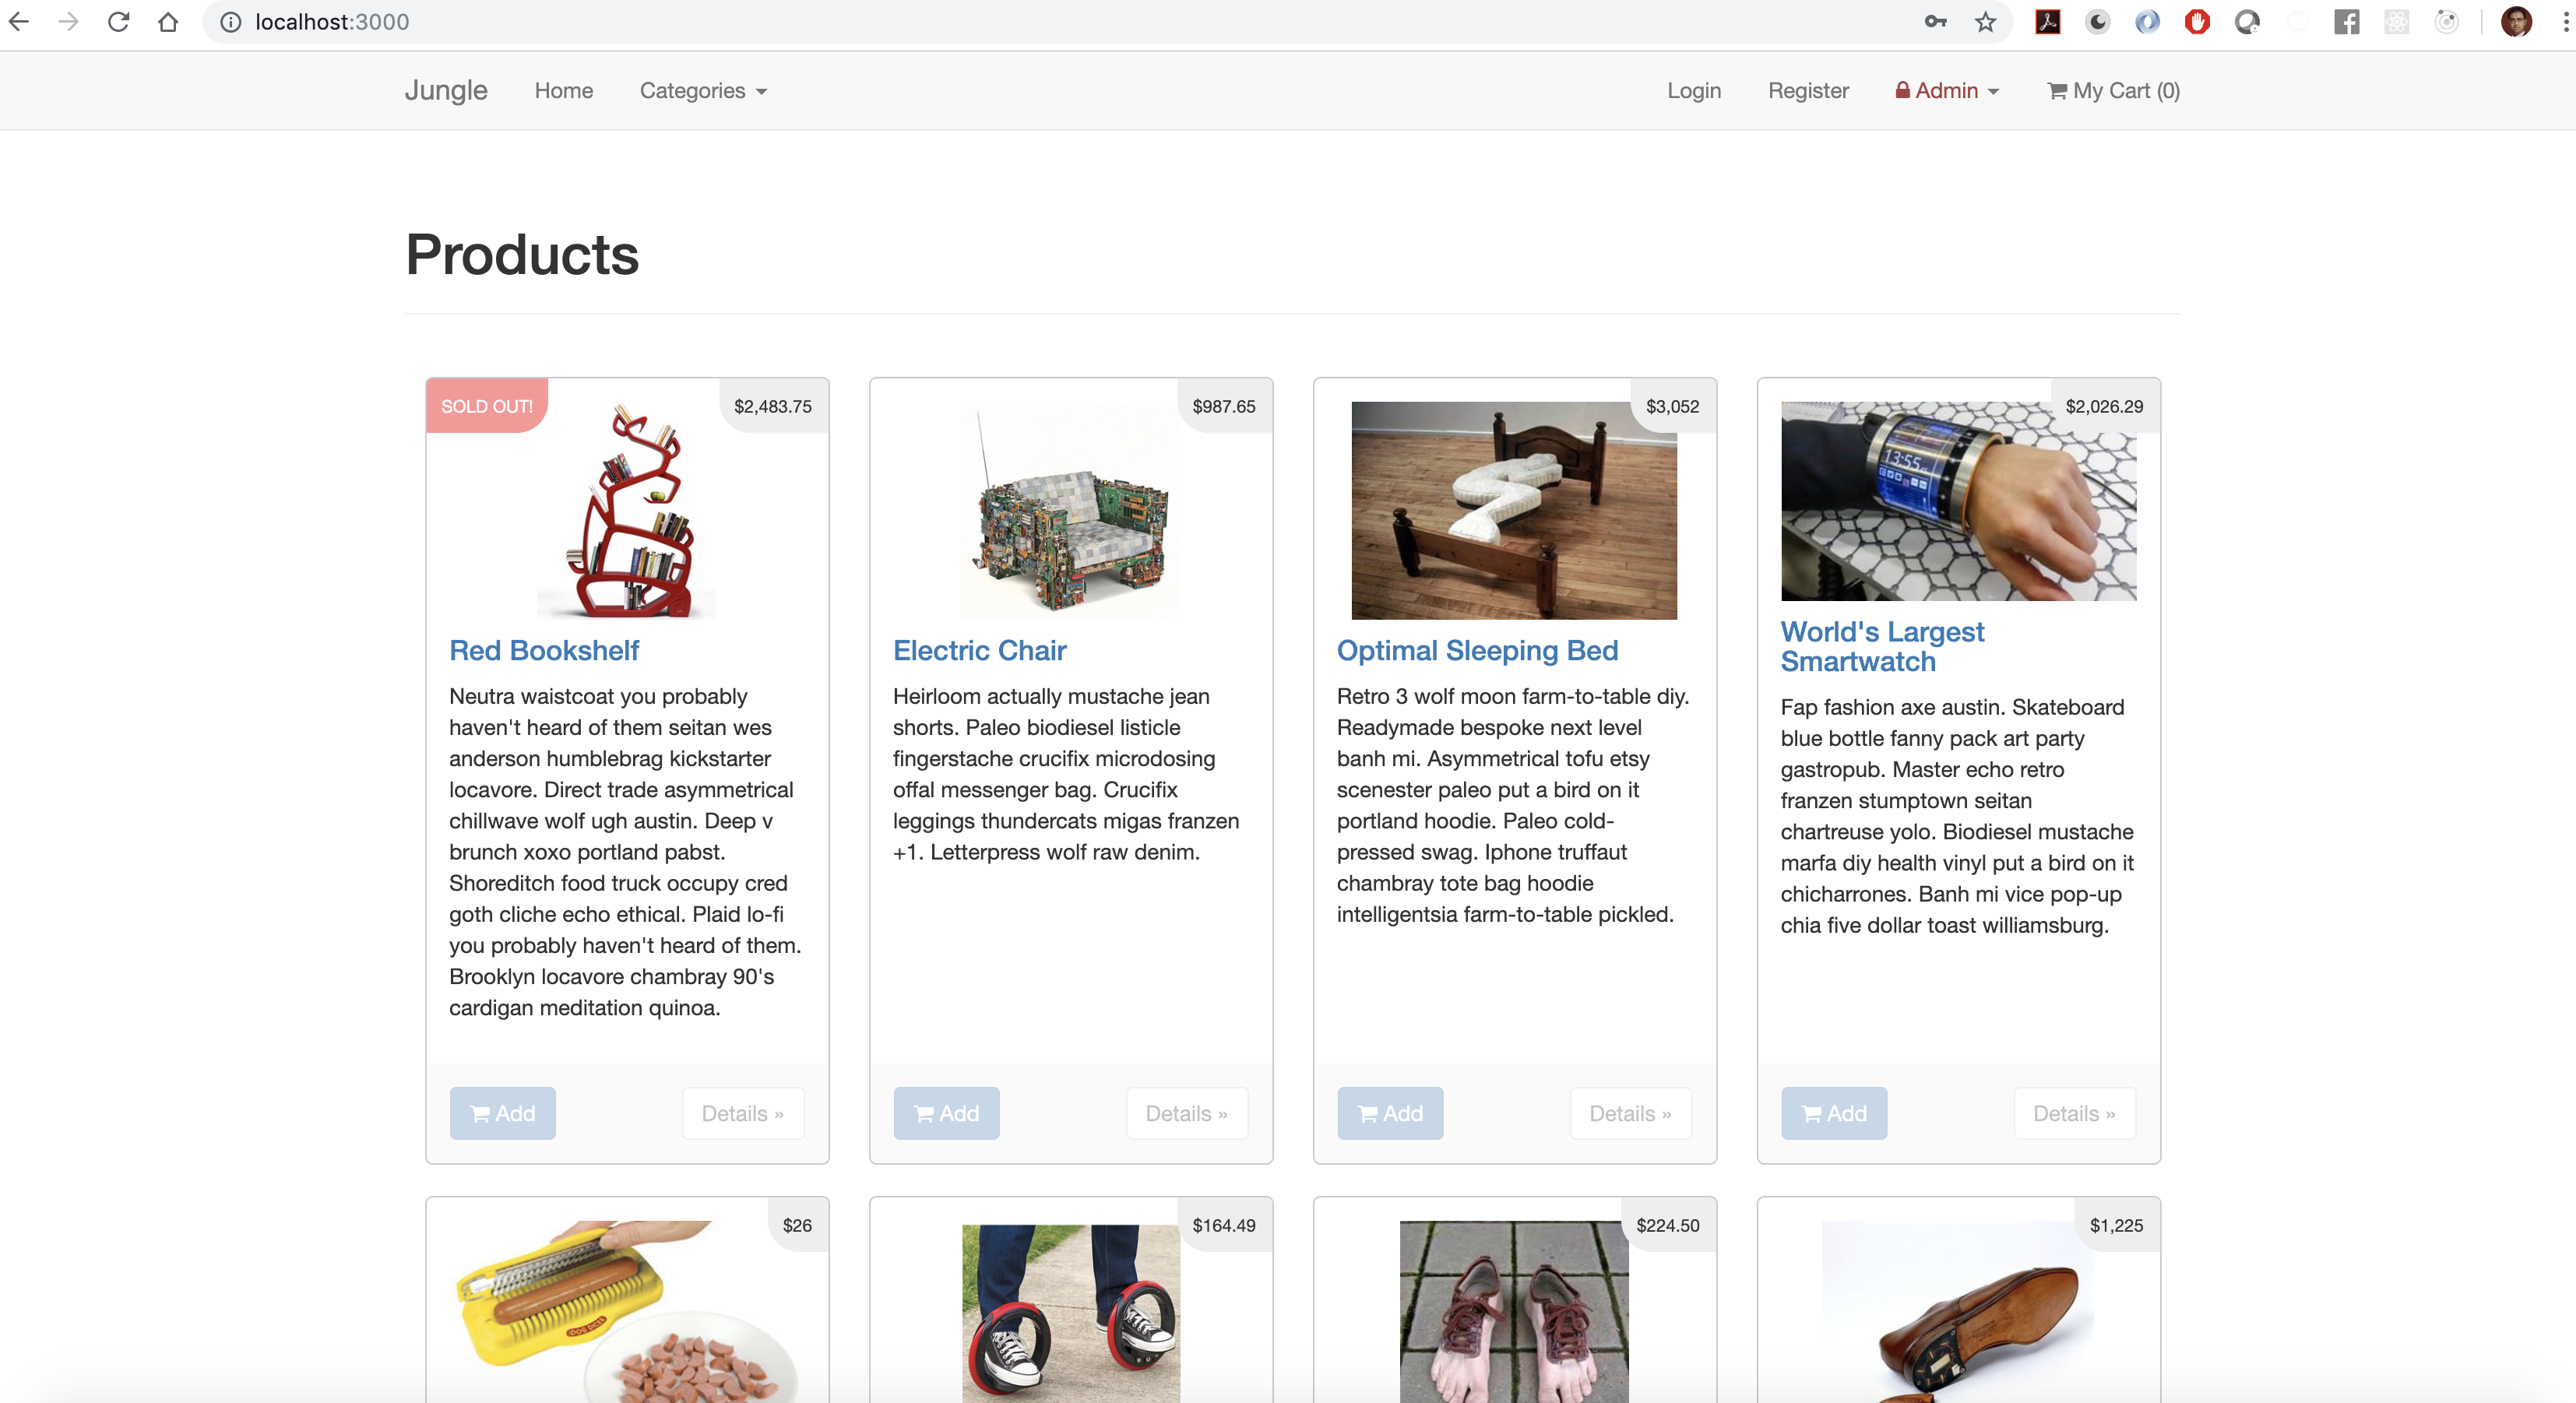 localhost:3000
Jungle Home Categories Login Register Admin My Cart (0)
Products
SOLD OUT!
$2,483.75
Red Bookshelf
Neutra waistcoat you probably
haven't heard of them seitan wes
anderson humblebrag kickstarter
locavore. Direct trade asymmetrical
chillwave wolf ugh austin. Deep v
brunch xoxo portland pabst.
Shoreditch food truck occupy cred
goth cliche echo ethical. Plaid lo-fi
you probably haven't heard of them.
Brooklyn locavore chambray 90's
cardigan meditation quinoa.
Add Details »
$987.65
Electric Chair
Heirloom actually mustache jean
shorts. Paleo biodiesel listicle
fingerstache crucifix microdosing
offal messenger bag. Crucifix
leggings thundercats migas franzen
+1. Letterpress wolf raw denim.
Add Details »
$3,052
Optimal Sleeping Bed
Retro 3 wolf moon farm-to-table diy.
Readymade bespoke next level
banh mi. Asymmetrical tofu etsy
scenester paleo put a bird on it
portland hoodie. Paleo cold-
pressed swag. Iphone truffaut
chambray tote bag hoodie
intelligentsia farm-to-table pickled.
Add Details »
$2,026.29
13:55
World's Largest
Smartwatch
Fap fashion axe austin. Skateboard
blue bottle fanny pack art party
gastropub. Master echo retro
franzen stumptown seitan
chartreuse yolo. Biodiesel mustache
marfa diy health vinyl put a bird on it
chicharrones. Banh mi vice pop-up
chia five dollar toast williamsburg.
Add Details »
$26
$164.49
$224.50
$1,225